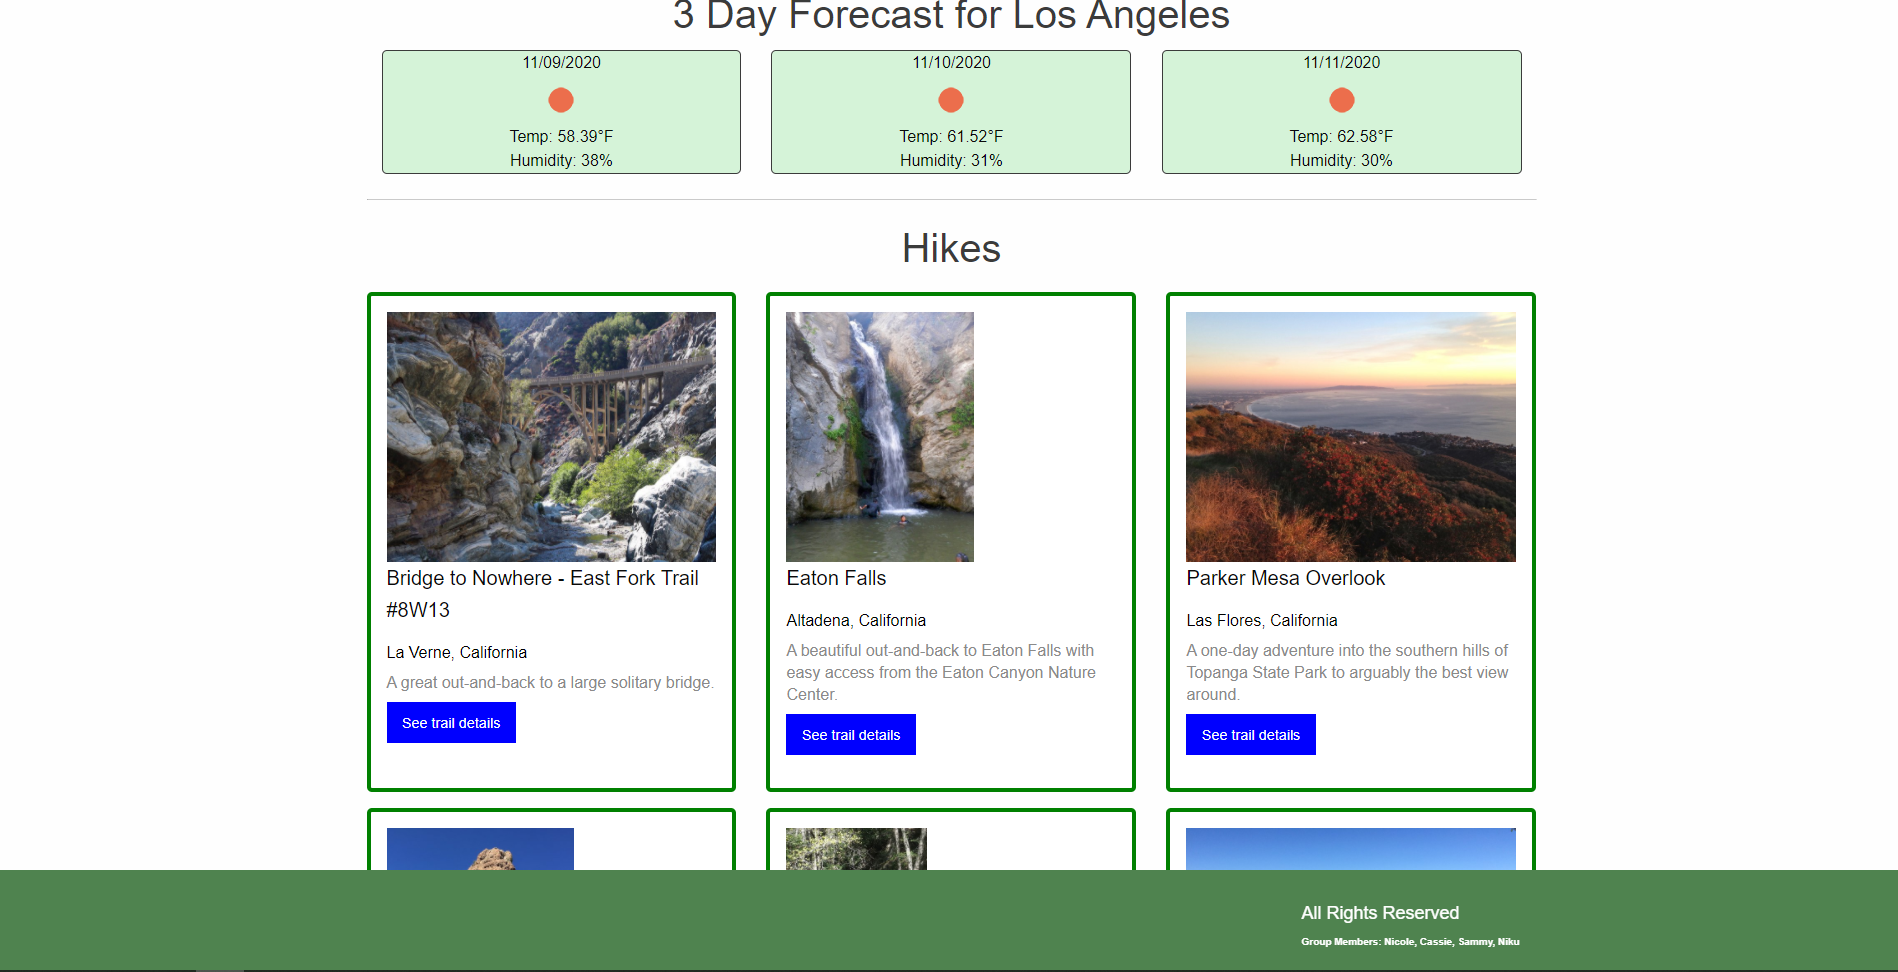 3 Day Forecast for Los Angeles
11/09/2020
Temp: 58.39°F
Humidity: 38%
11/10/2020
Temp: 61.52°F
Humidity: 31%
11/11/2020
Temp: 62.58°F
Humidity: 30%
Hikes
Bridge to Nowhere - East Fork Trail
#8W13
La Verne, California
A great out-and-back to a large solitary bridge.
See trail details
Eaton Falls
Altadena, California
A beautiful out-and-back to Eaton Falls with
easy access from the Eaton Canyon Nature
Center.
See trail details
Parker Mesa Overlook
Las Flores, California
A one-day adventure into the southern hills of
Topanga State Park to arguably the best view
around.
See trail details
All Rights Reserved
Group Members: Nicole, Cassie, Sammy, Niku